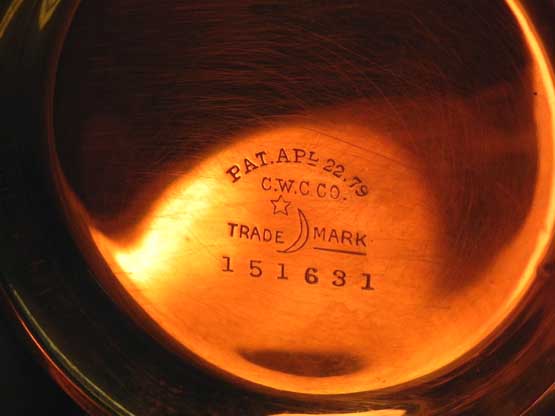 PAT. APL 22.79
C.W.C.CO.
TRADE MARK
151631